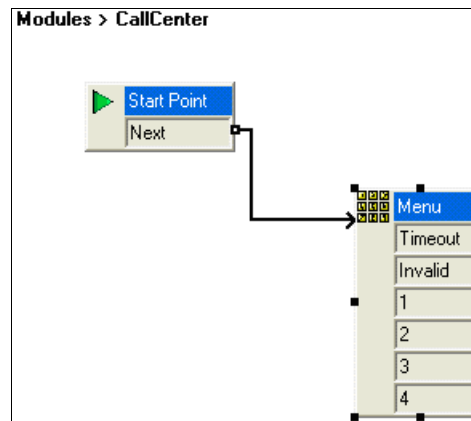 Modules > CallCenter
Start Point
Next
Menu
Timeout
Invalid
1
2
3
4